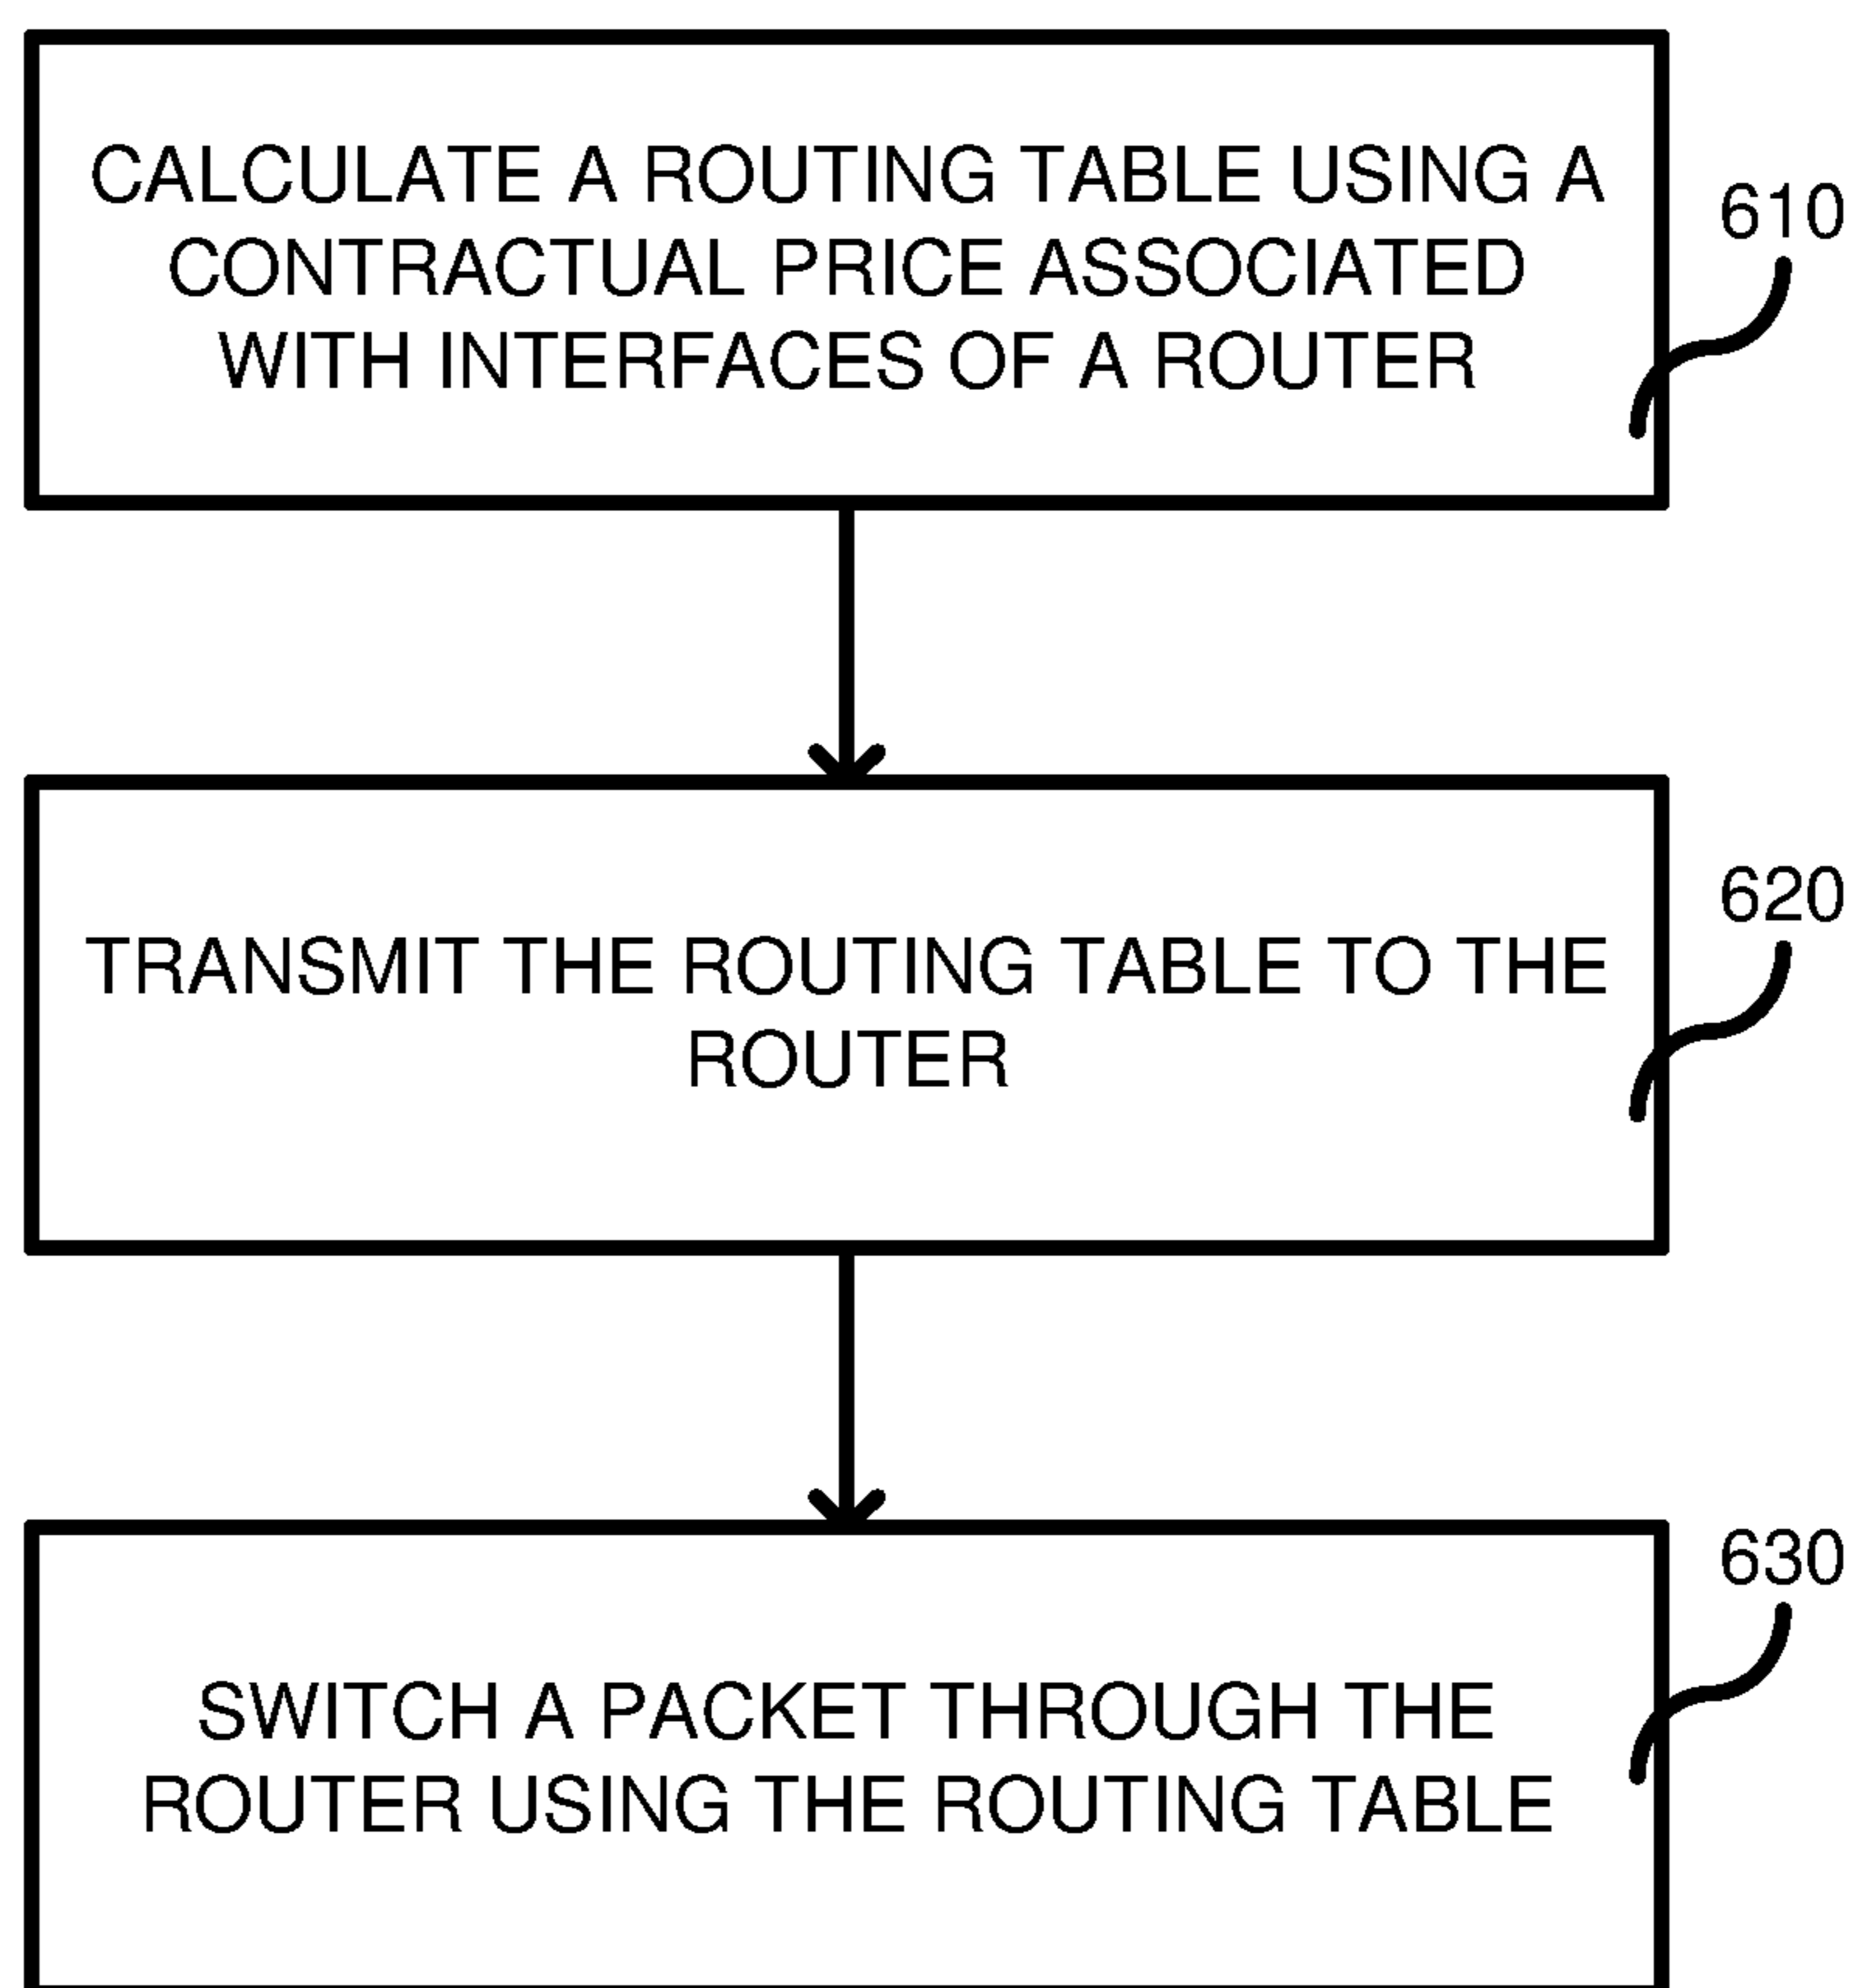 CALCULATE A ROUTING TABLE USING A
CONTRACTUAL PRICE ASSOCIATED
WITH INTERFACES OF A ROUTER
610
TRANSMIT THE ROUTING TABLE TO THE
ROUTER
620
SWITCH A PACKET THROUGH THE
ROUTER USING THE ROUTING TABLE
630